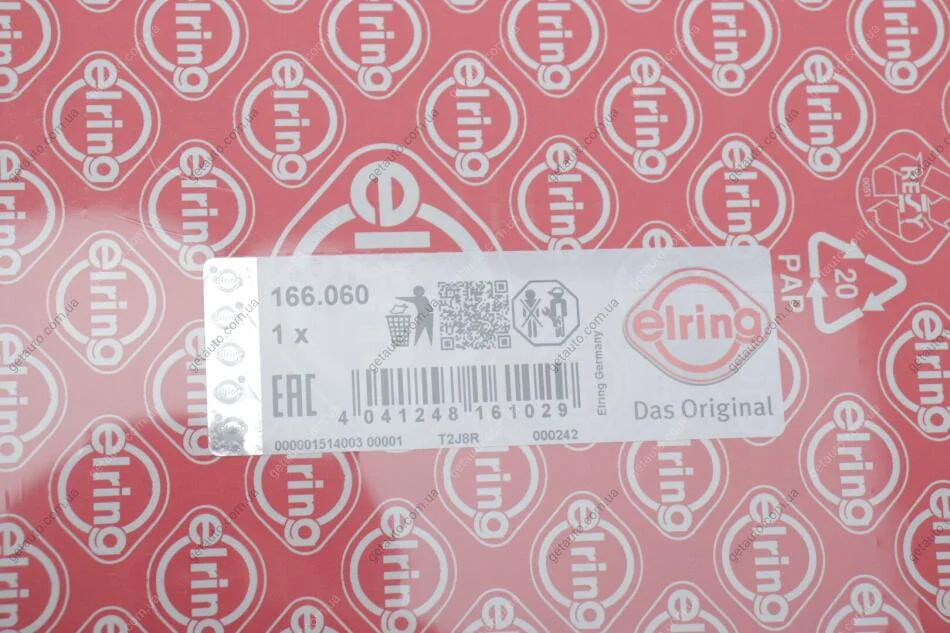 elring
166.060
1 x
EAC
4 041248 161029
000001514003 00001 T2J8R 000242
Elring Germany
elring
Das Original
REZY
20
PAP
getauto.com.ua